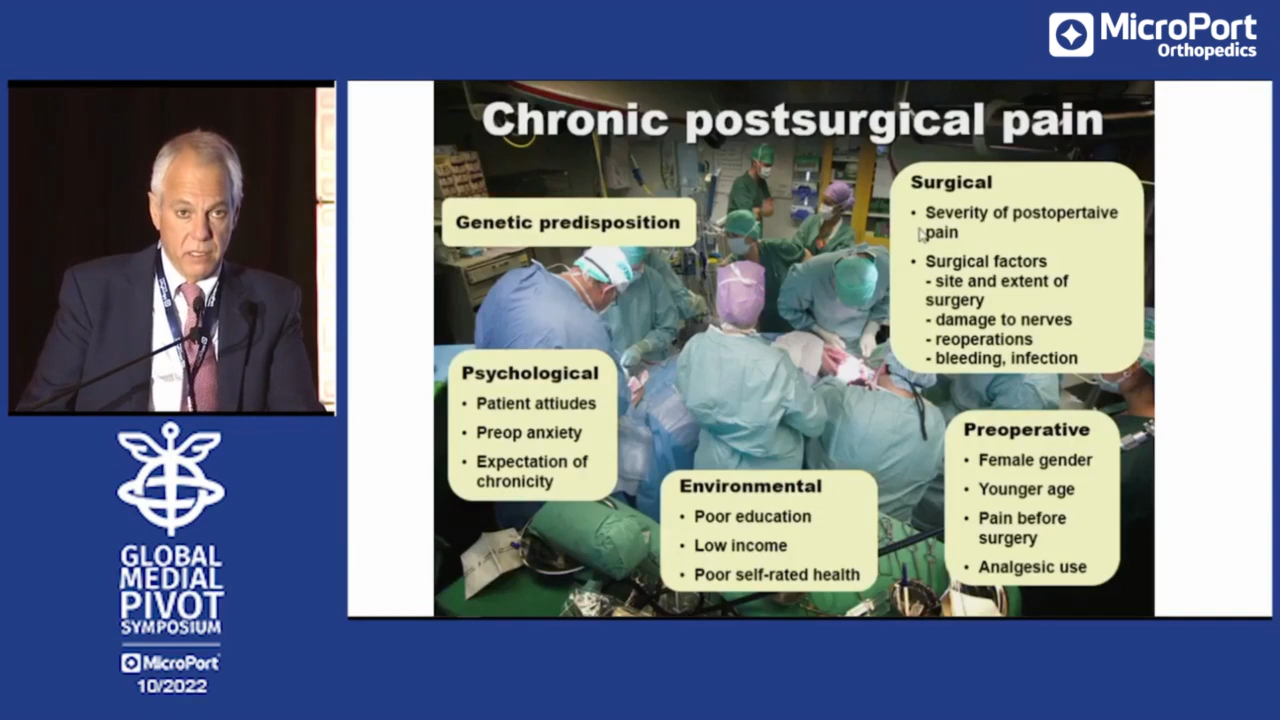 MicroPort
Orthopedics
Chronic postsurgical pain
Genetic predisposition
Surgical
• Severity of postopertaive
pain
• Surgical factors
- site and extent of
surgery
- damage to nerves
- reoperations
- bleeding, infection
Psychological
• Patient attiudes
• Preop anxiety
• Expectation of
chronicity
Environmental
• Poor education
• Low income
• Poor self-rated health
Preoperative
• Female gender
• Younger age
• Pain before
surgery
• Analgesic use
GLOBAL
MEDIAL
PIVOT
SYMPOSIUM
MicroPort
10/2022